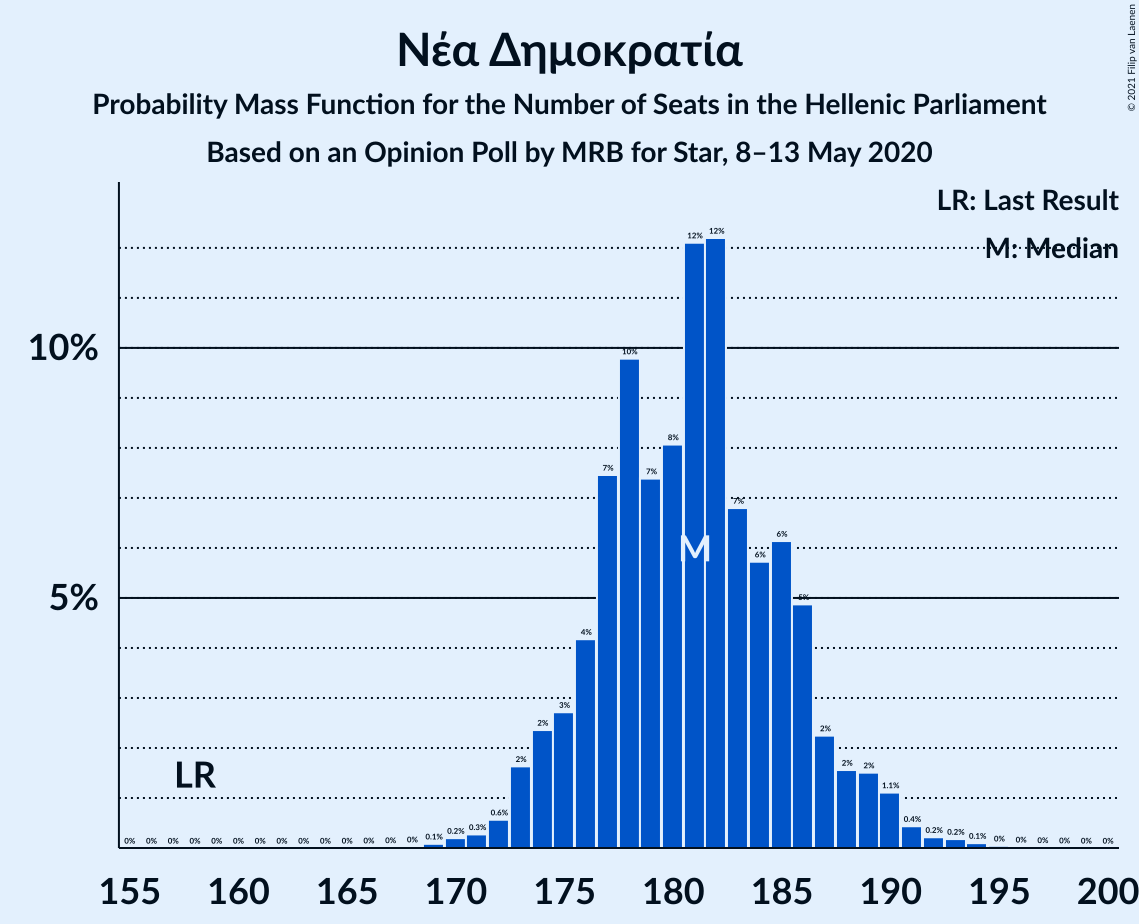 © 2021 Filip van Laenen
Νέα Δημοκρατία
Probability Mass Function for the Number of Seats in the Hellenic Parliament
Based on an Opinion Poll by MRB for Star, 8–13 May 2020
LR: Last Result
M: Median
10%
5%
LR
M
0% 0% 0% 0% 0% 0% 0% 0% 0% 0% 0% 0% 0% 0% 0.1% 0.2% 0.3% 0.6% 2% 2% 3% 4% 7% 10% 7% 8% 12% 12% 7% 6% 6% 5% 2% 2% 2% 1.1% 0.4% 0.2% 0.2% 0.1% 0% 0% 0% 0% 0% 0%
155 160 165 170 175 180 185 190 195 200